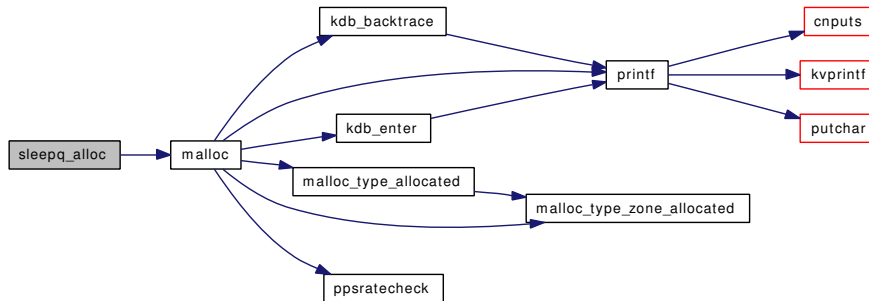 kdb_backtrace
cnputs
printf
kvprintf
kdb_enter
putchar
sleepq_alloc
malloc
malloc_type_allocated
malloc_type_zone_allocated
ppsratecheck